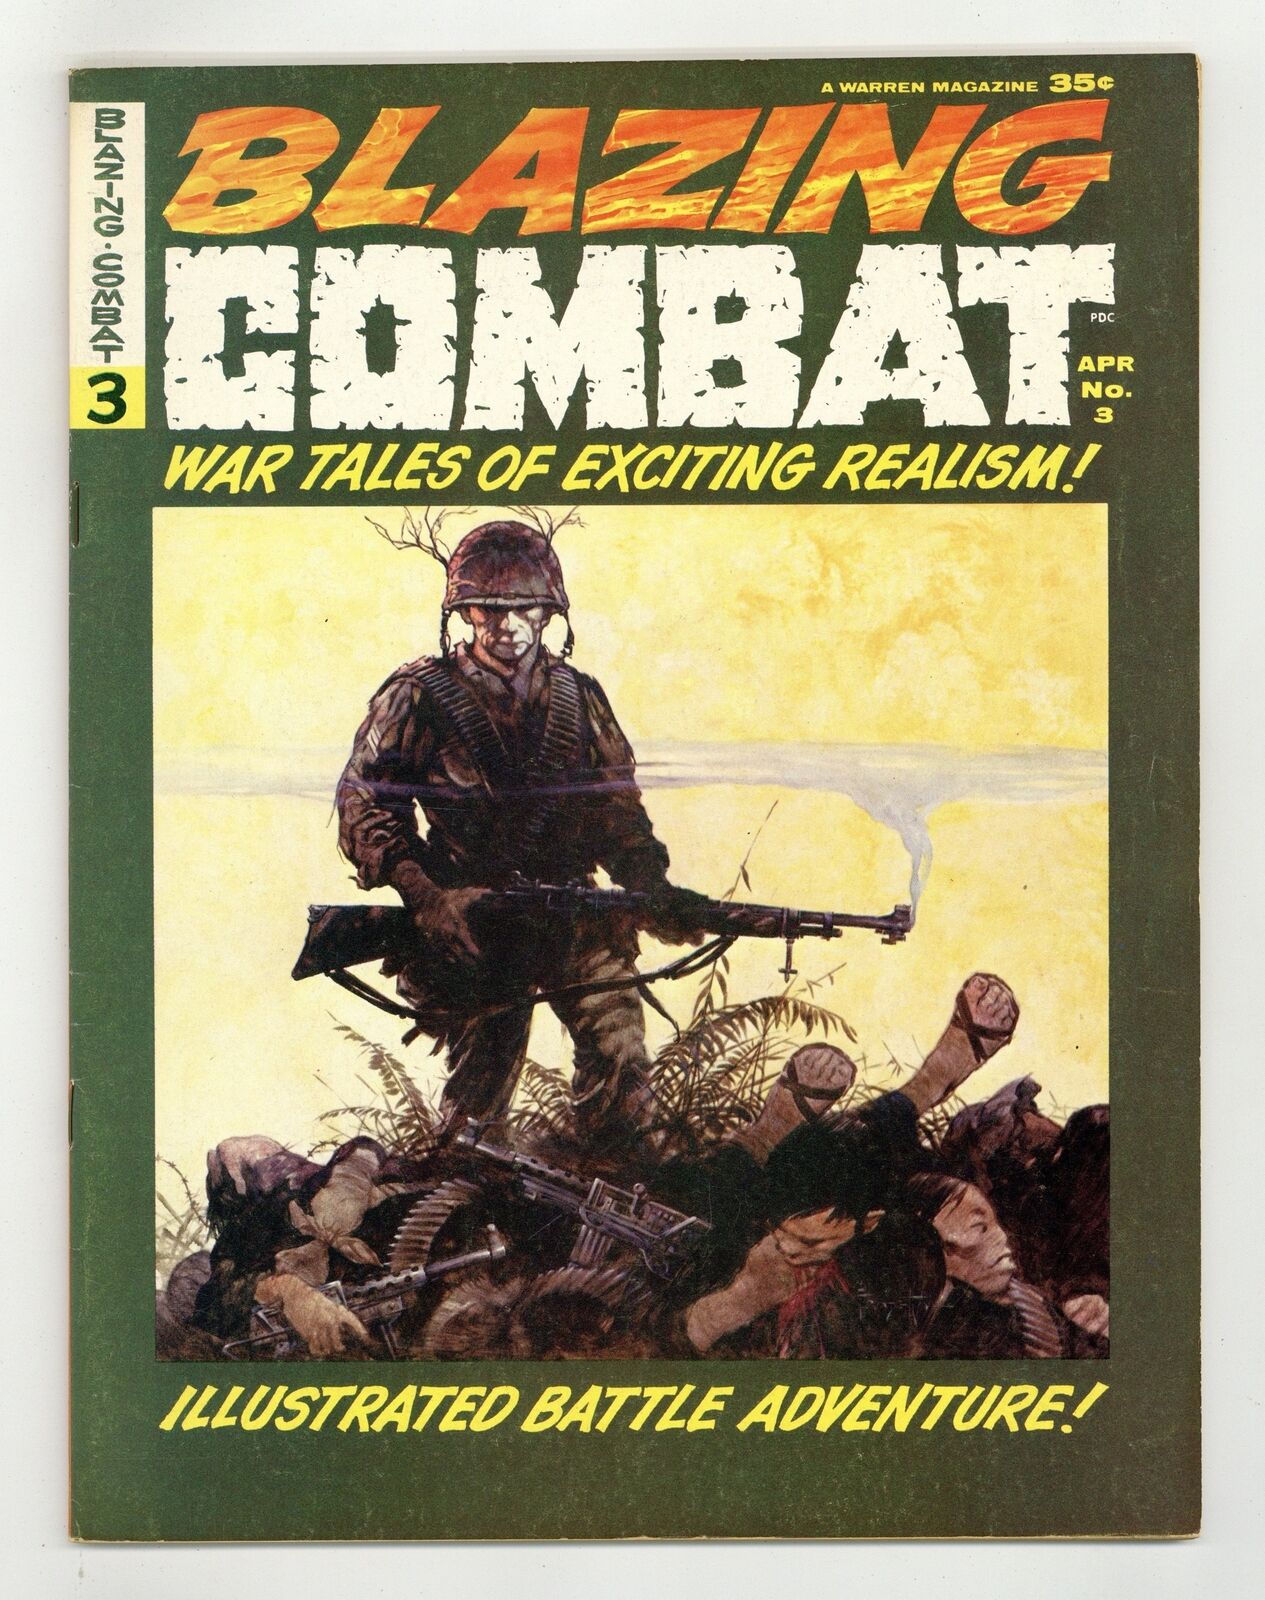 A WARREN MAGAZINE 35¢
BLAZING
COMBAT
PDC
APR
No.
3
BLAZING·COMBAT
3
WAR TALES OF EXCITING REALISM!
ILLUSTRATED BATTLE ADVENTURE!